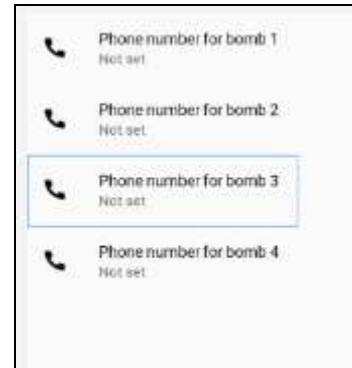 Phone number for bomb 1
Not set
Phone number for bomb 2
Not set
Phone number for bomb 3
Not set
Phone number for bomb 4
Not set